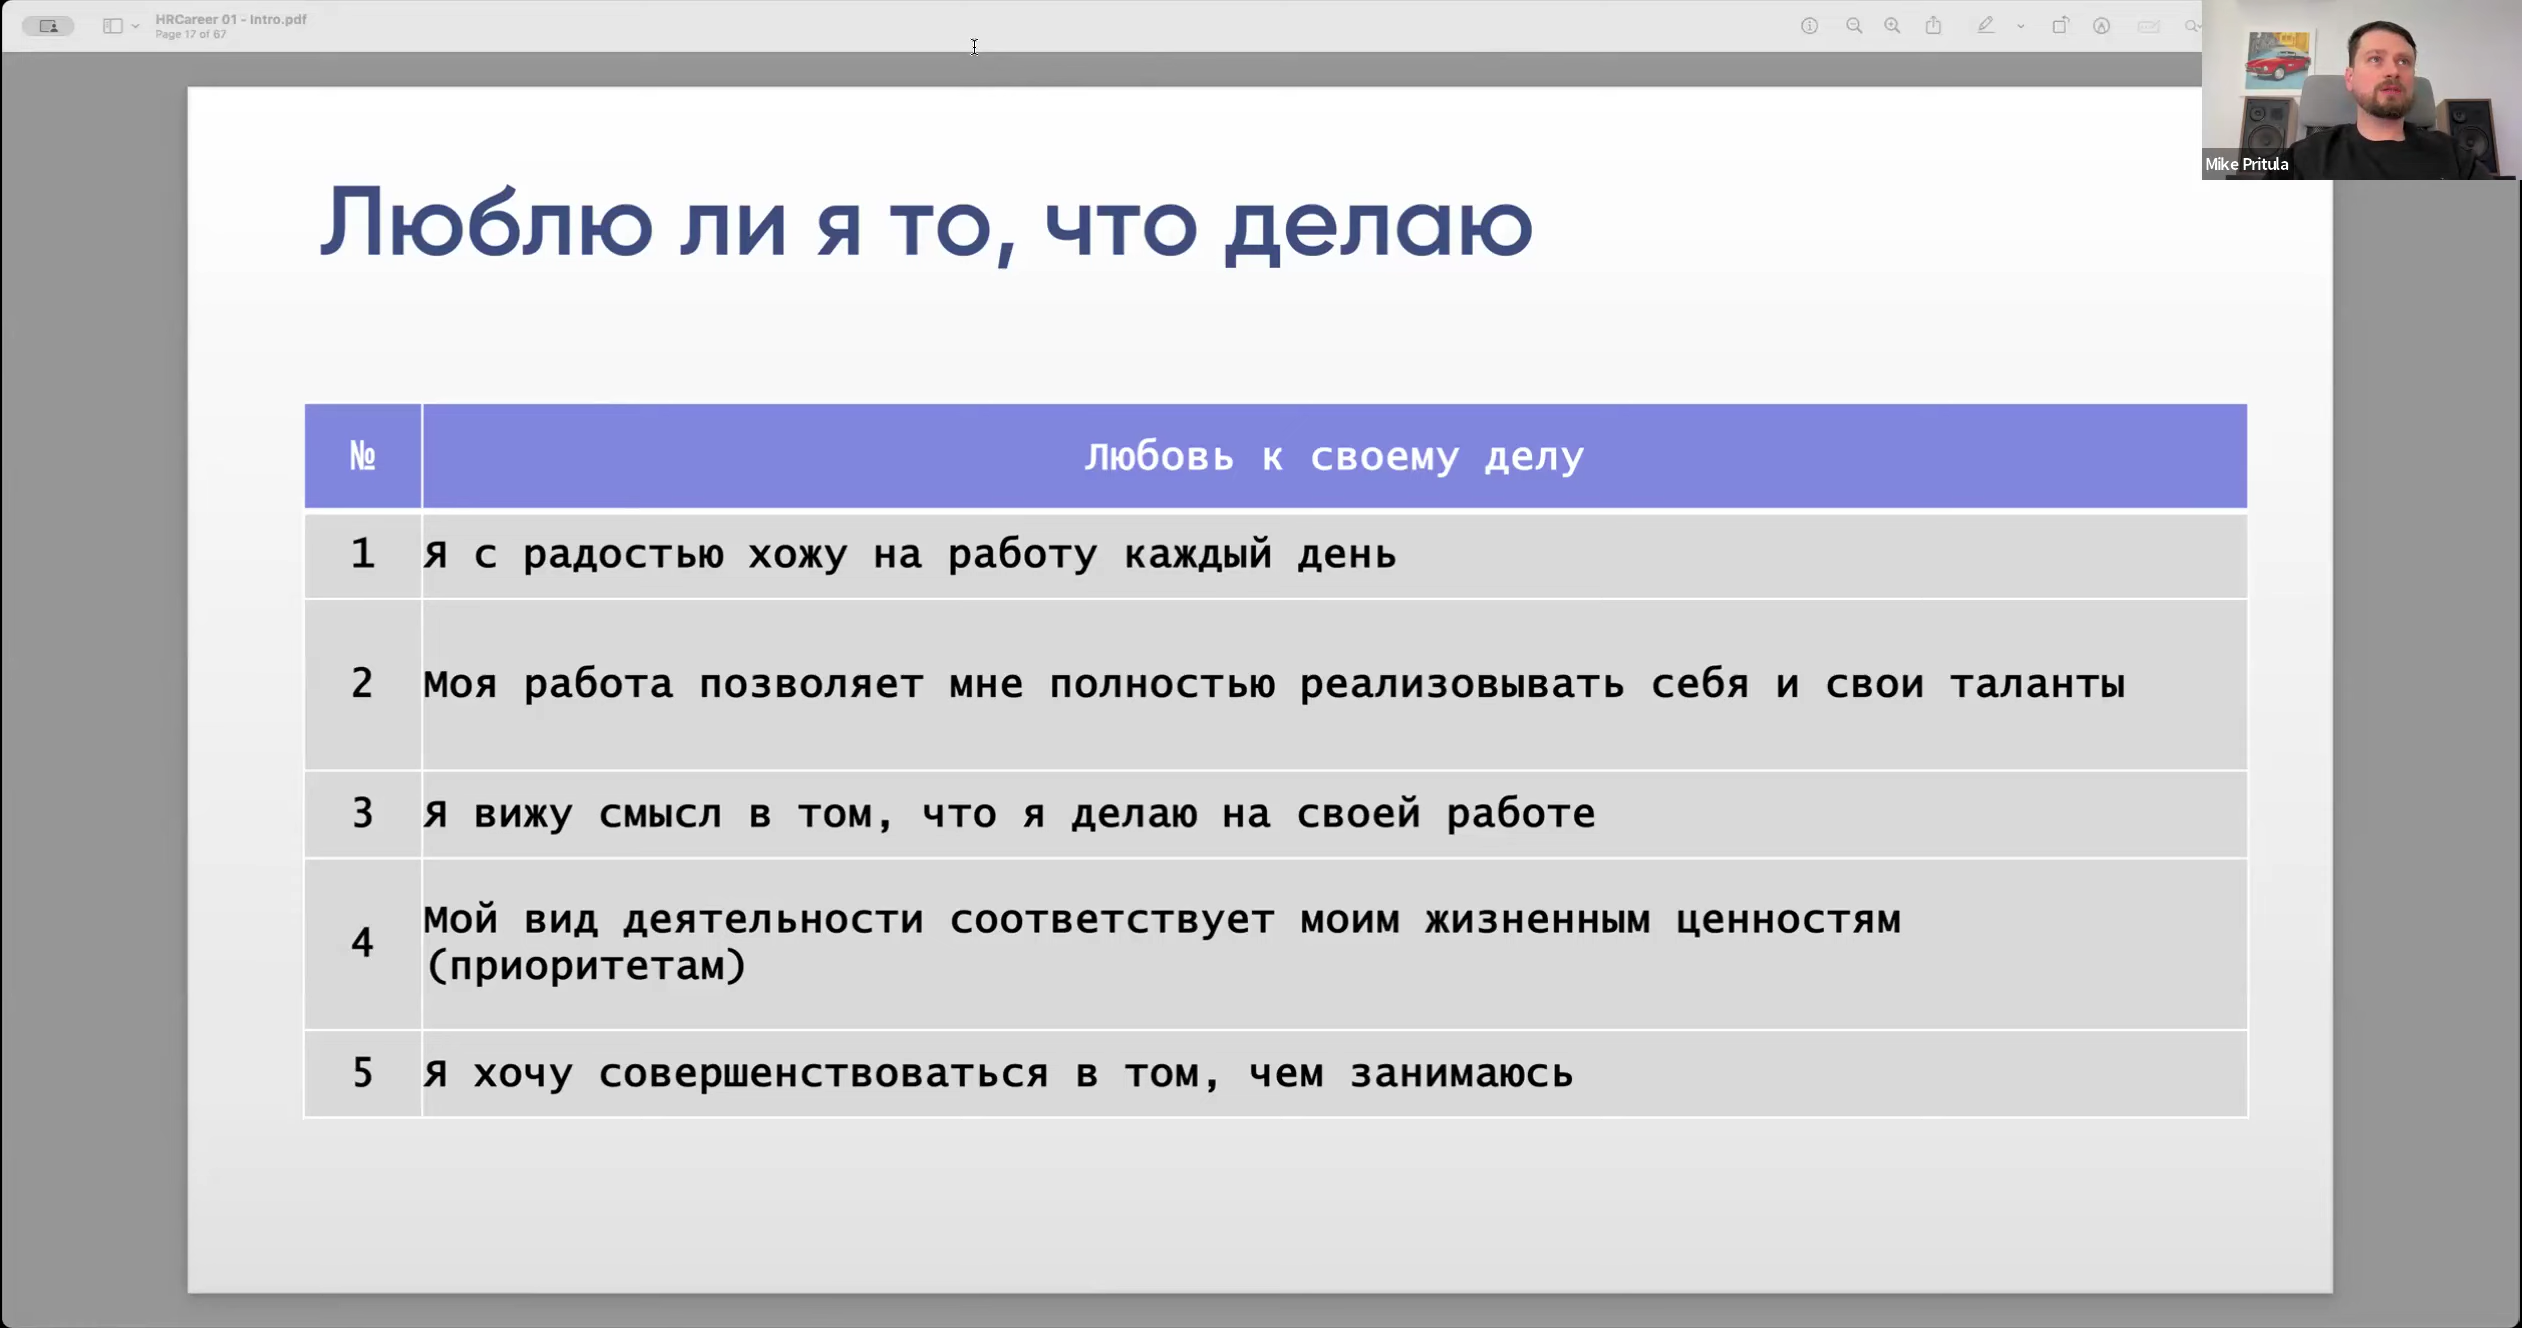 HRCareer 01 - Intro.pdf
Page 17 of 67
Mike Pritula
Люблю ли я то, что делаю
№ Любовь к своему делу
1 Я с радостью хожу на работу каждый день
2 Моя работа позволяет мне полностью реализовывать себя и свои таланты
3 Я вижу смысл в том, что я делаю на своей работе
4 Мой вид деятельности соответствует моим жизненным ценностям
(приоритетам)
5 Я хочу совершенствоваться в том, чем занимаюсь